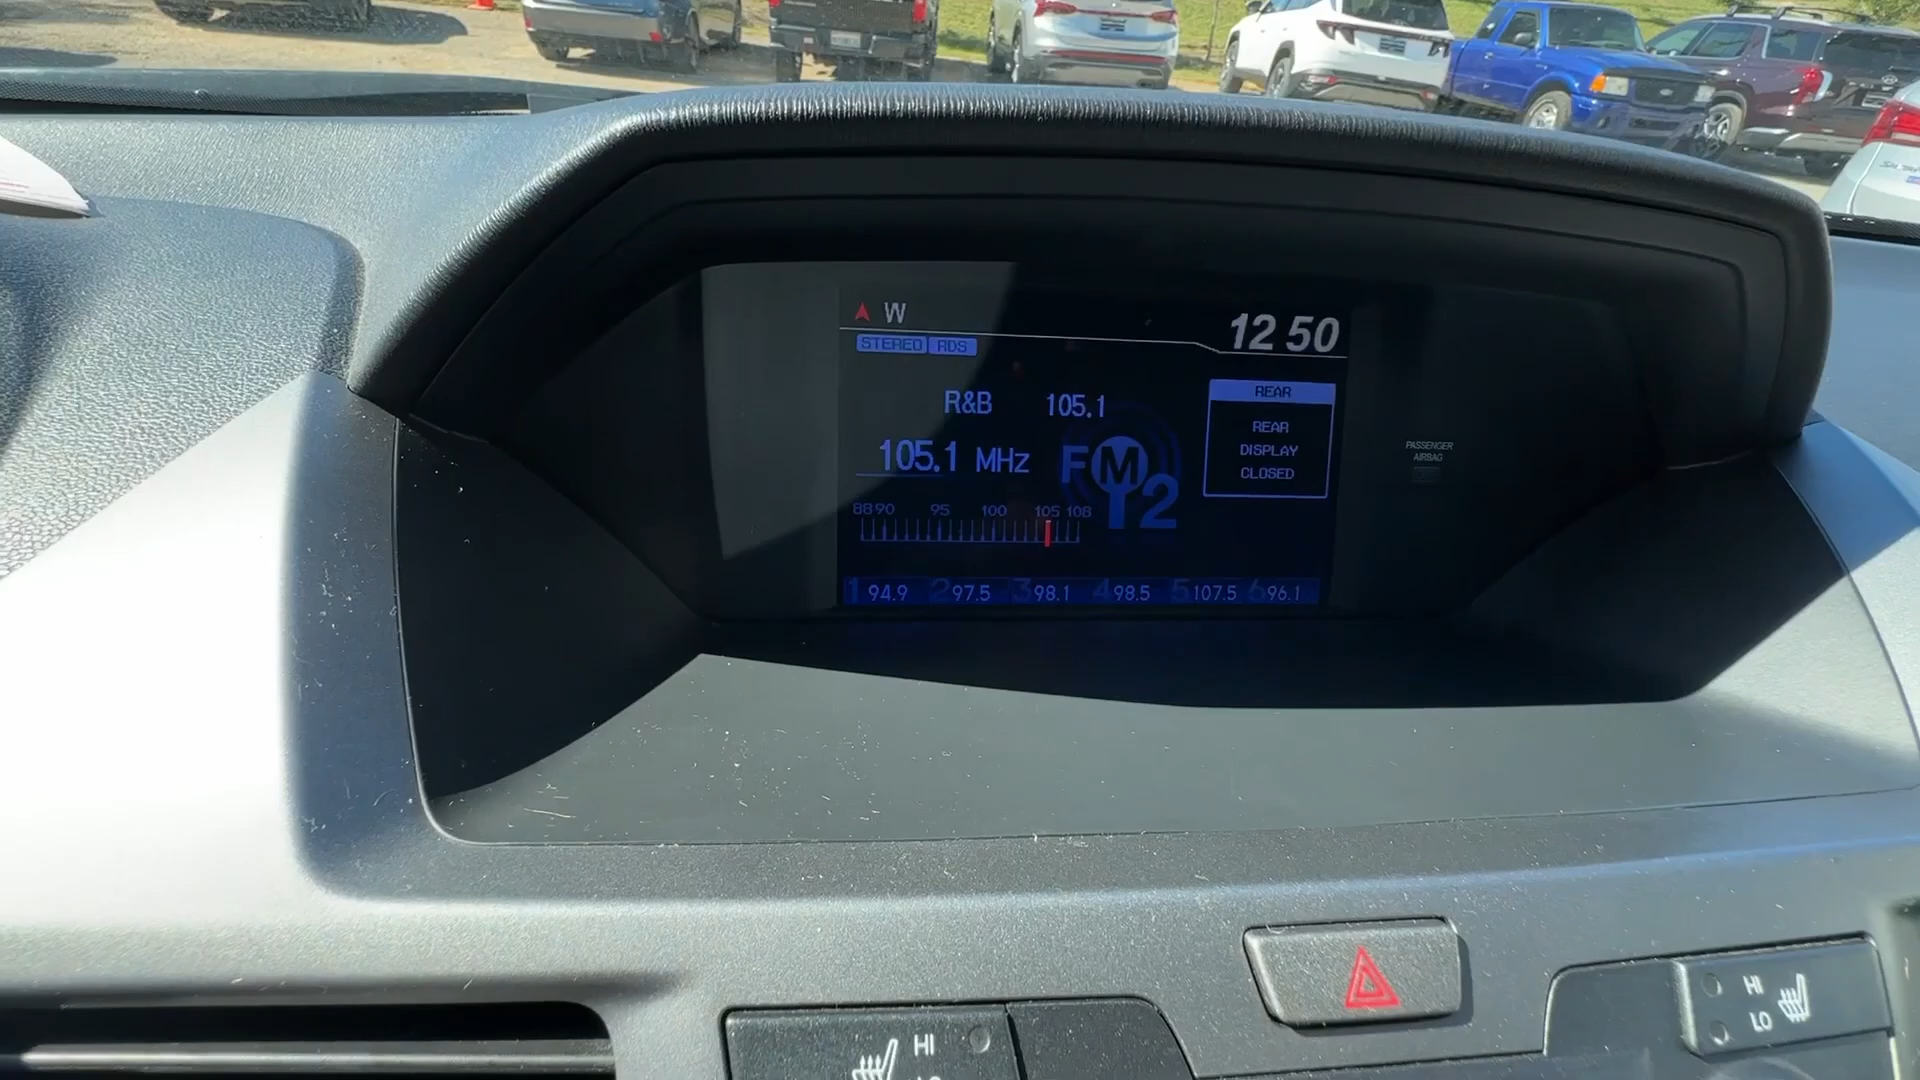 W
12 50
STEREO RDS
R&B 105.1
105.1 MHz
FM 2
88 90 95 100 105 108
REAR
REAR
DISPLAY
CLOSED
1 94.9 2 97.5 3 98.1 4 98.5 5 107.5 6 96.1
PASSENGER
AIRBAG
HI
LO
HI